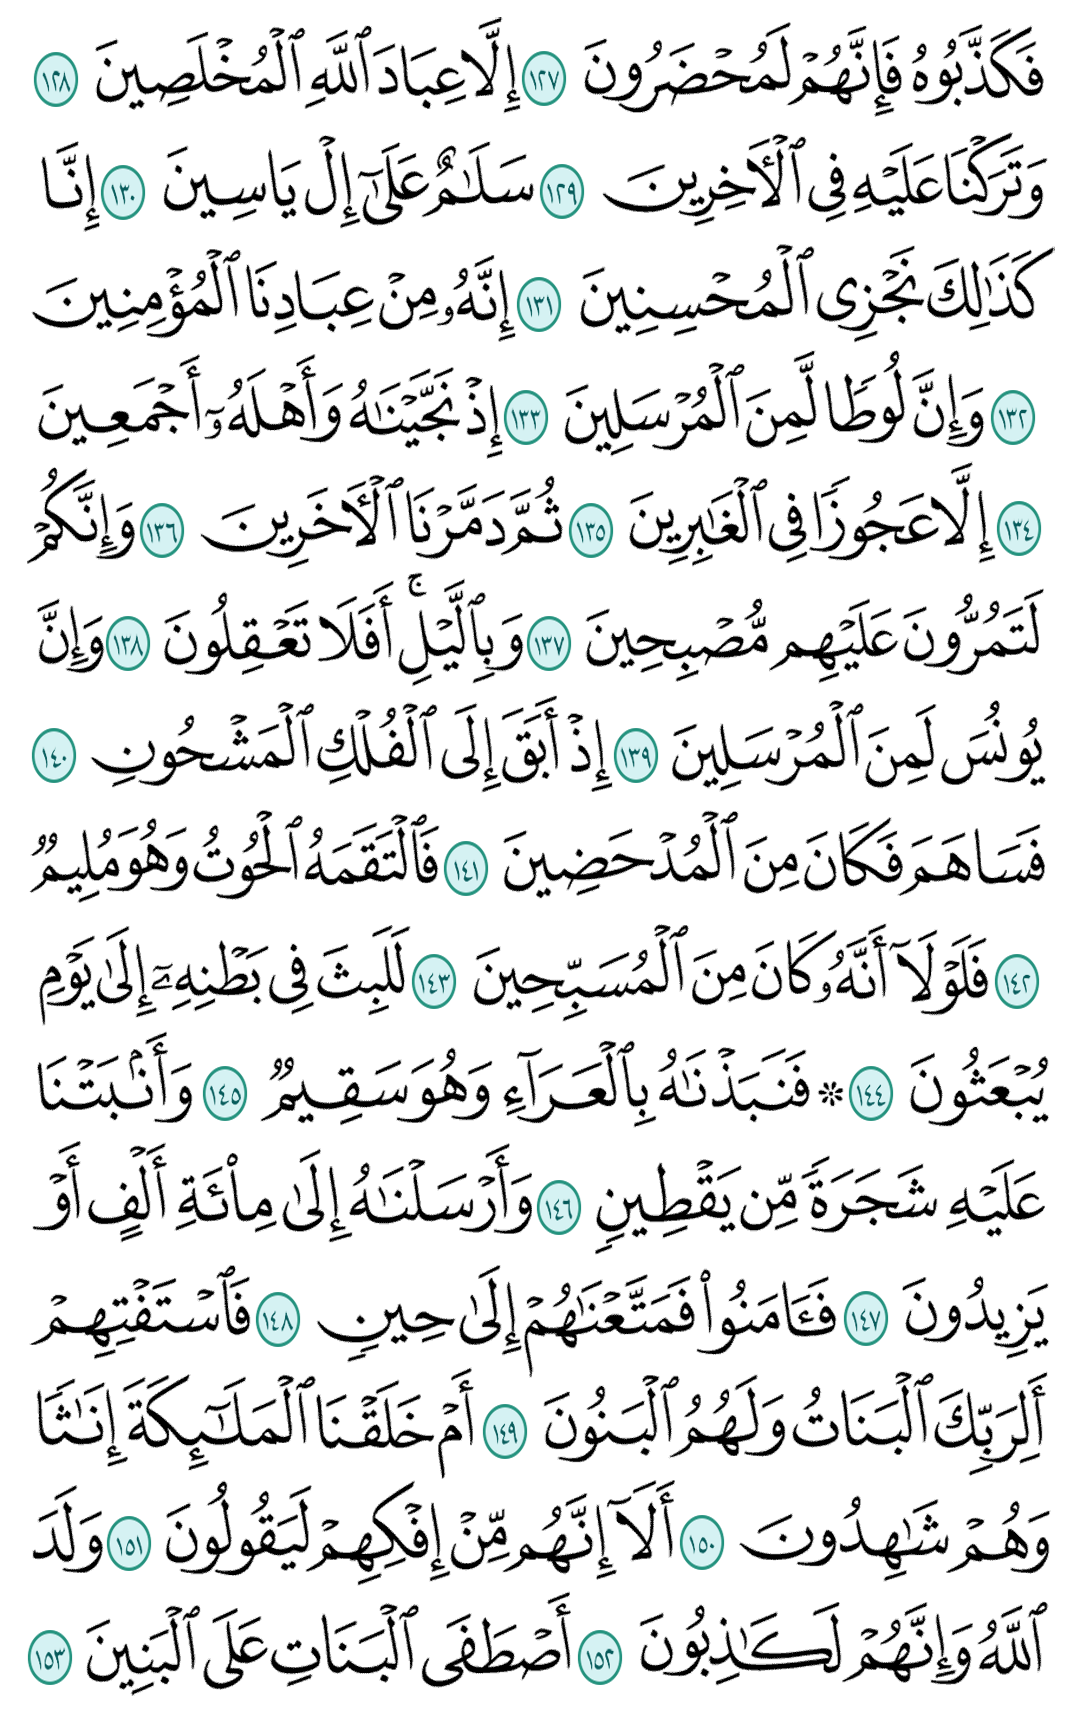 فَكَذَّبُوهُ فَإِنَّهُمْ لَمُحْضَرُونَ ١٢٧ إِلَّا عِبَادَ ٱللَّهِ ٱلْمُخْلَصِينَ ١٢٨
وَتَرَكْنَا عَلَيْهِ فِى ٱلْـَٔاخِرِينَ ١٢٩ سَلَـٰمٌ عَلَىٰٓ إِلْ يَاسِينَ ١٣٠ إِنَّا
كَذَٰلِكَ نَجْزِى ٱلْمُحْسِنِينَ ١٣١ إِنَّهُۥ مِنْ عِبَادِنَا ٱلْمُؤْمِنِينَ
١٣٢ وَإِنَّ لُوطًا لَّمِنَ ٱلْمُرْسَلِينَ ١٣٣ إِذْ نَجَّيْنَـٰهُ وَأَهْلَهُۥٓ أَجْمَعِينَ
١٣٤ إِلَّا عَجُوزًا فِى ٱلْغَـٰبِرِينَ ١٣٥ ثُمَّ دَمَّرْنَا ٱلْـَٔاخَرِينَ ١٣٦ وَإِنَّكُمْ
لَتَمُرُّونَ عَلَيْهِم مُّصْبِحِينَ ١٣٧ وَبِٱلَّيْلِ ۗ أَفَلَا تَعْقِلُونَ ١٣٨ وَإِنَّ
يُونُسَ لَمِنَ ٱلْمُرْسَلِينَ ١٣٩ إِذْ أَبَقَ إِلَى ٱلْفُلْكِ ٱلْمَشْحُونِ ١٤٠
فَسَاهَمَ فَكَانَ مِنَ ٱلْمُدْحَضِينَ ١٤١ فَٱلْتَقَمَهُ ٱلْحُوتُ وَهُوَ مُلِيمٌ
١٤٢ فَلَوْلَآ أَنَّهُۥ كَانَ مِنَ ٱلْمُسَبِّحِينَ ١٤٣ لَلَبِثَ فِى بَطْنِهِۦٓ إِلَىٰ يَوْمِ
يُبْعَثُونَ ١٤٤ ۞ فَنَبَذْنَـٰهُ بِٱلْعَرَآءِ وَهُوَ سَقِيمٌ ١٤٥ وَأَنۢبَتْنَا
عَلَيْهِ شَجَرَةً مِّن يَقْطِينٍ ١٤٦ وَأَرْسَلْنَـٰهُ إِلَىٰ مِا۟ئَةِ أَلْفٍ أَوْ
يَزِيدُونَ ١٤٧ فَـَٔامَنُوا۟ فَمَتَّعْنَـٰهُمْ إِلَىٰ حِينٍ ١٤٨ فَٱسْتَفْتِهِمْ
أَلِرَبِّكَ ٱلْبَنَاتُ وَلَهُمُ ٱلْبَنُونَ ١٤٩ أَمْ خَلَقْنَا ٱلْمَلَـٰٓئِكَةَ إِنَـٰثًا
وَهُمْ شَـٰهِدُونَ ١٥٠ أَلَآ إِنَّهُم مِّنْ إِفْكِهِمْ لَيَقُولُونَ ١٥١ وَلَدَ
ٱللَّهُ وَإِنَّهُمْ لَكَـٰذِبُونَ ١٥٢ أَصْطَفَى ٱلْبَنَاتِ عَلَى ٱلْبَنِينَ ١٥٣